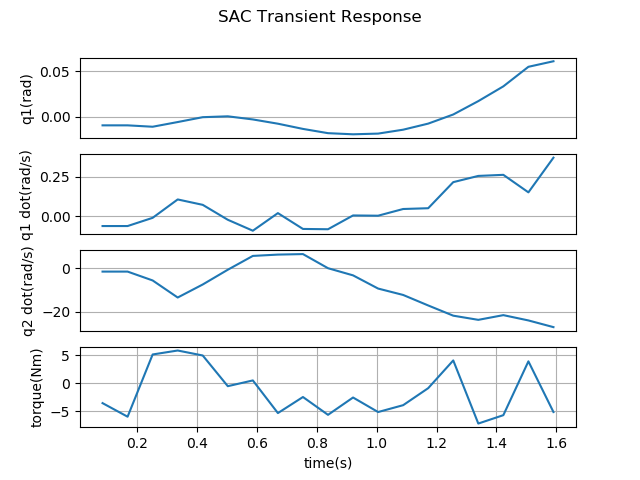 SAC Transient Response
q1(rad)
0.05
0.00
q1 dot(rad/s)
0.25
0.00
q2 dot(rad/s)
0
−20
torque(Nm)
5
0
−5
0.2 0.4 0.6 0.8 1.0 1.2 1.4 1.6
time(s)